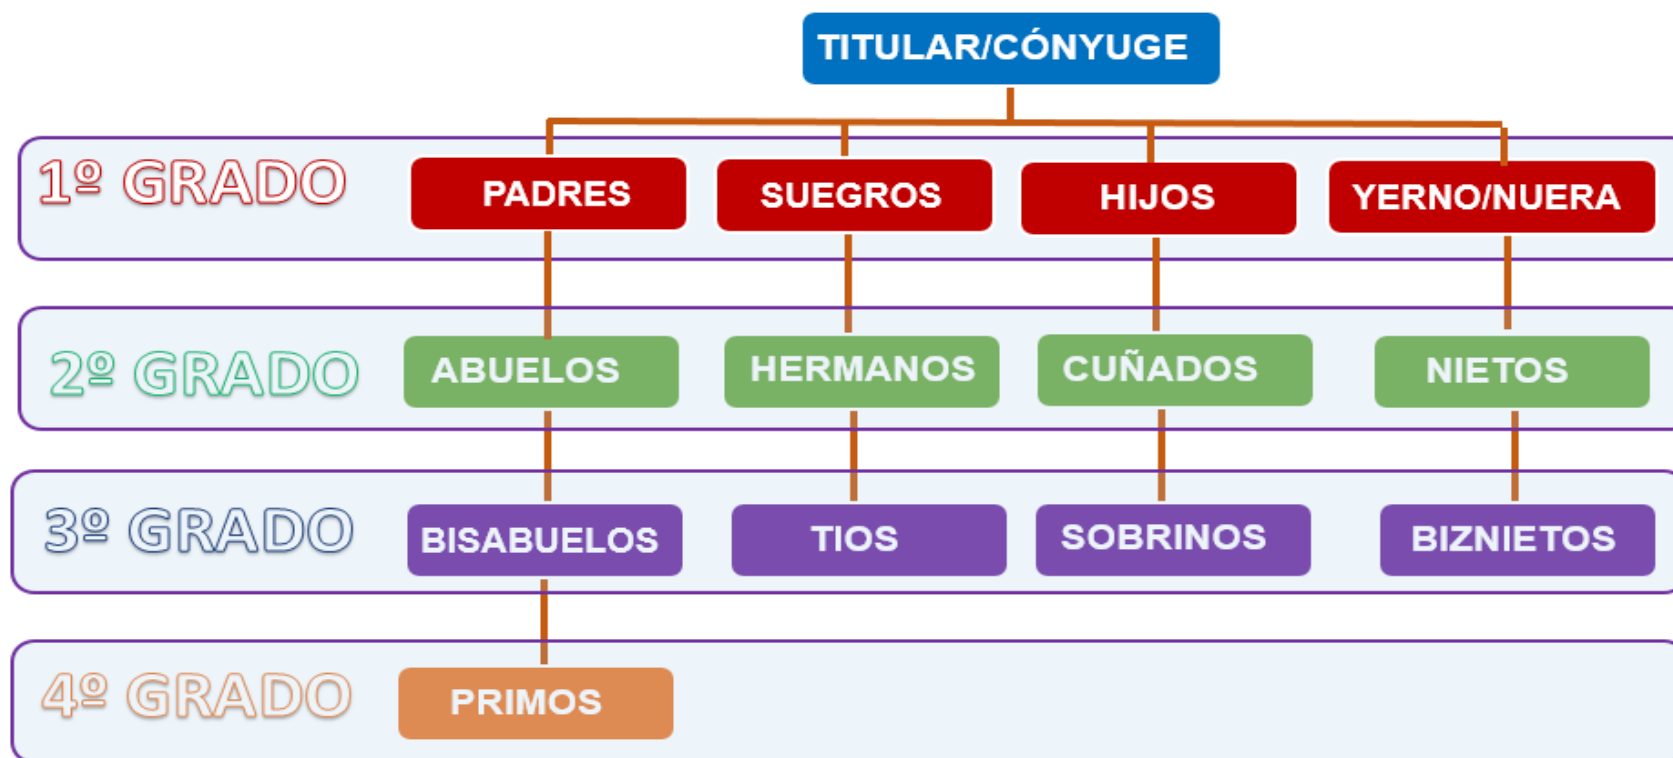 TITULAR/CÓNYUGE
1º GRADO
PADRES
SUEGROS
HIJOS
YERNO/NUERA
2º GRADO
ABUELOS
HERMANOS
CUÑADOS
NIETOS
3º GRADO
BISABUELOS
TIOS
SOBRINOS
BIZNIETOS
4º GRADO
PRIMOS